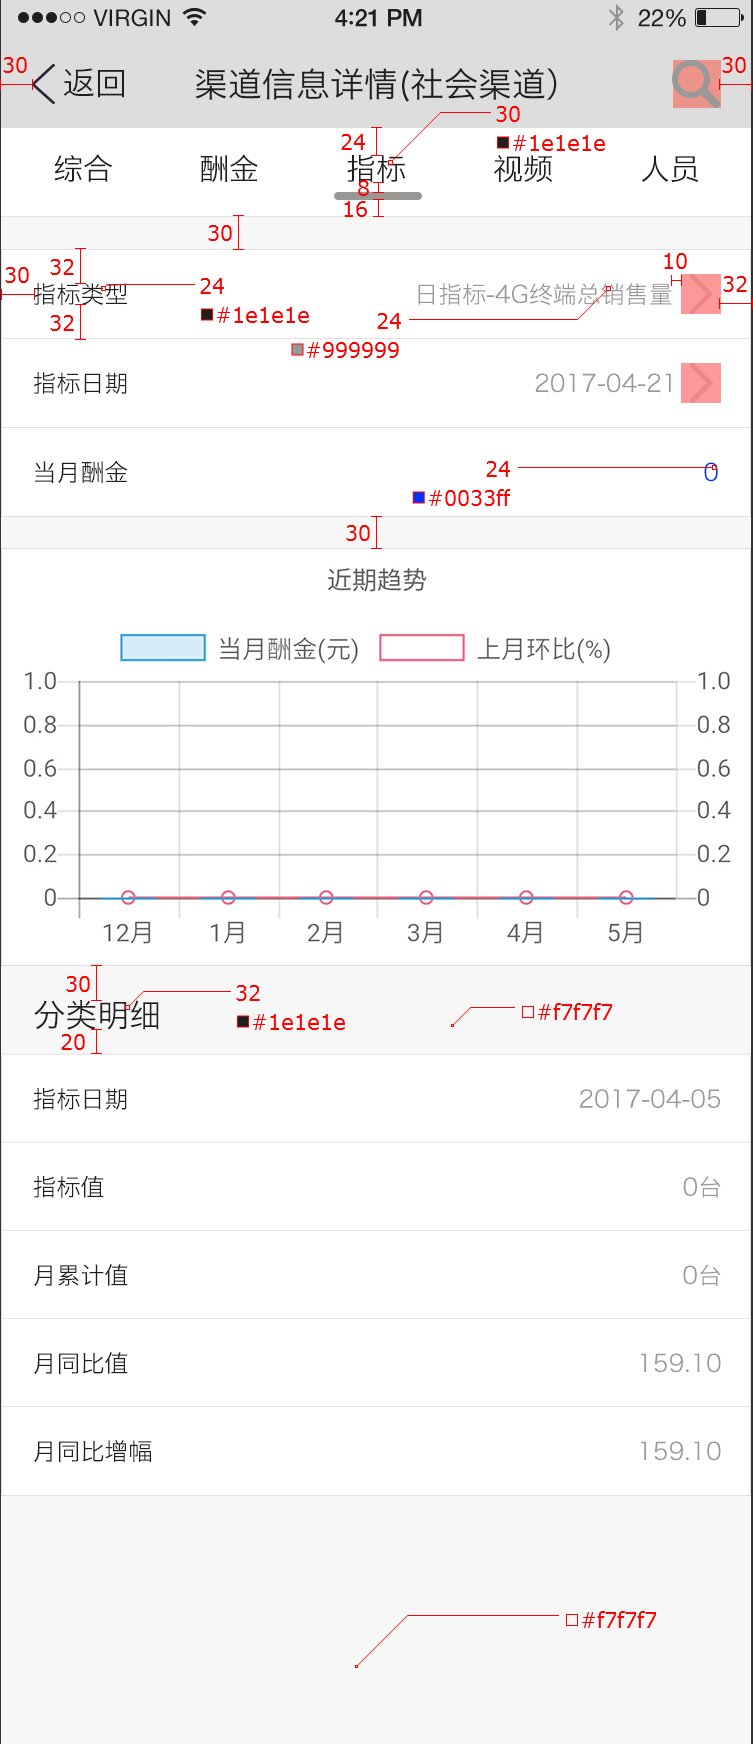 VIRGIN 4:21 PM 22%
30 返回 渠道信息详情(社会渠道) 30
30
24 #1e1e1e
综合 酬金 指标 视频 人员
8
16
30
32 10
30 指标类型 24 日指标-4G终端总销售量 32
32 #1e1e1e 24
#999999
指标日期 2017-04-21
当月酬金 24 0
#0033ff
30
近期趋势
当月酬金(元) 上月环比(%)
1.0 1.0
0.8 0.8
0.6 0.6
0.4 0.4
0.2 0.2
0 0
12月 1月 2月 3月 4月 5月
30 32
分类明细 #1e1e1e #f7f7f7
20
指标日期 2017-04-05
指标值 0台
月累计值 0台
月同比值 159.10
月同比增幅 159.10
#f7f7f7